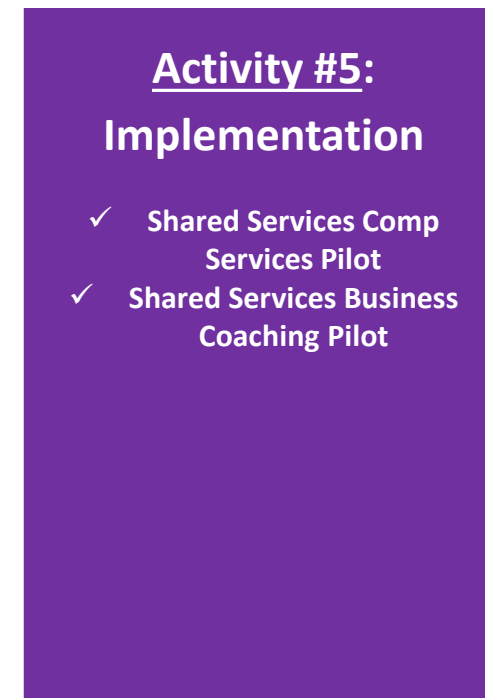 Activity #5:
Implementation
✓ Shared Services Comp
Services Pilot
✓ Shared Services Business
Coaching Pilot